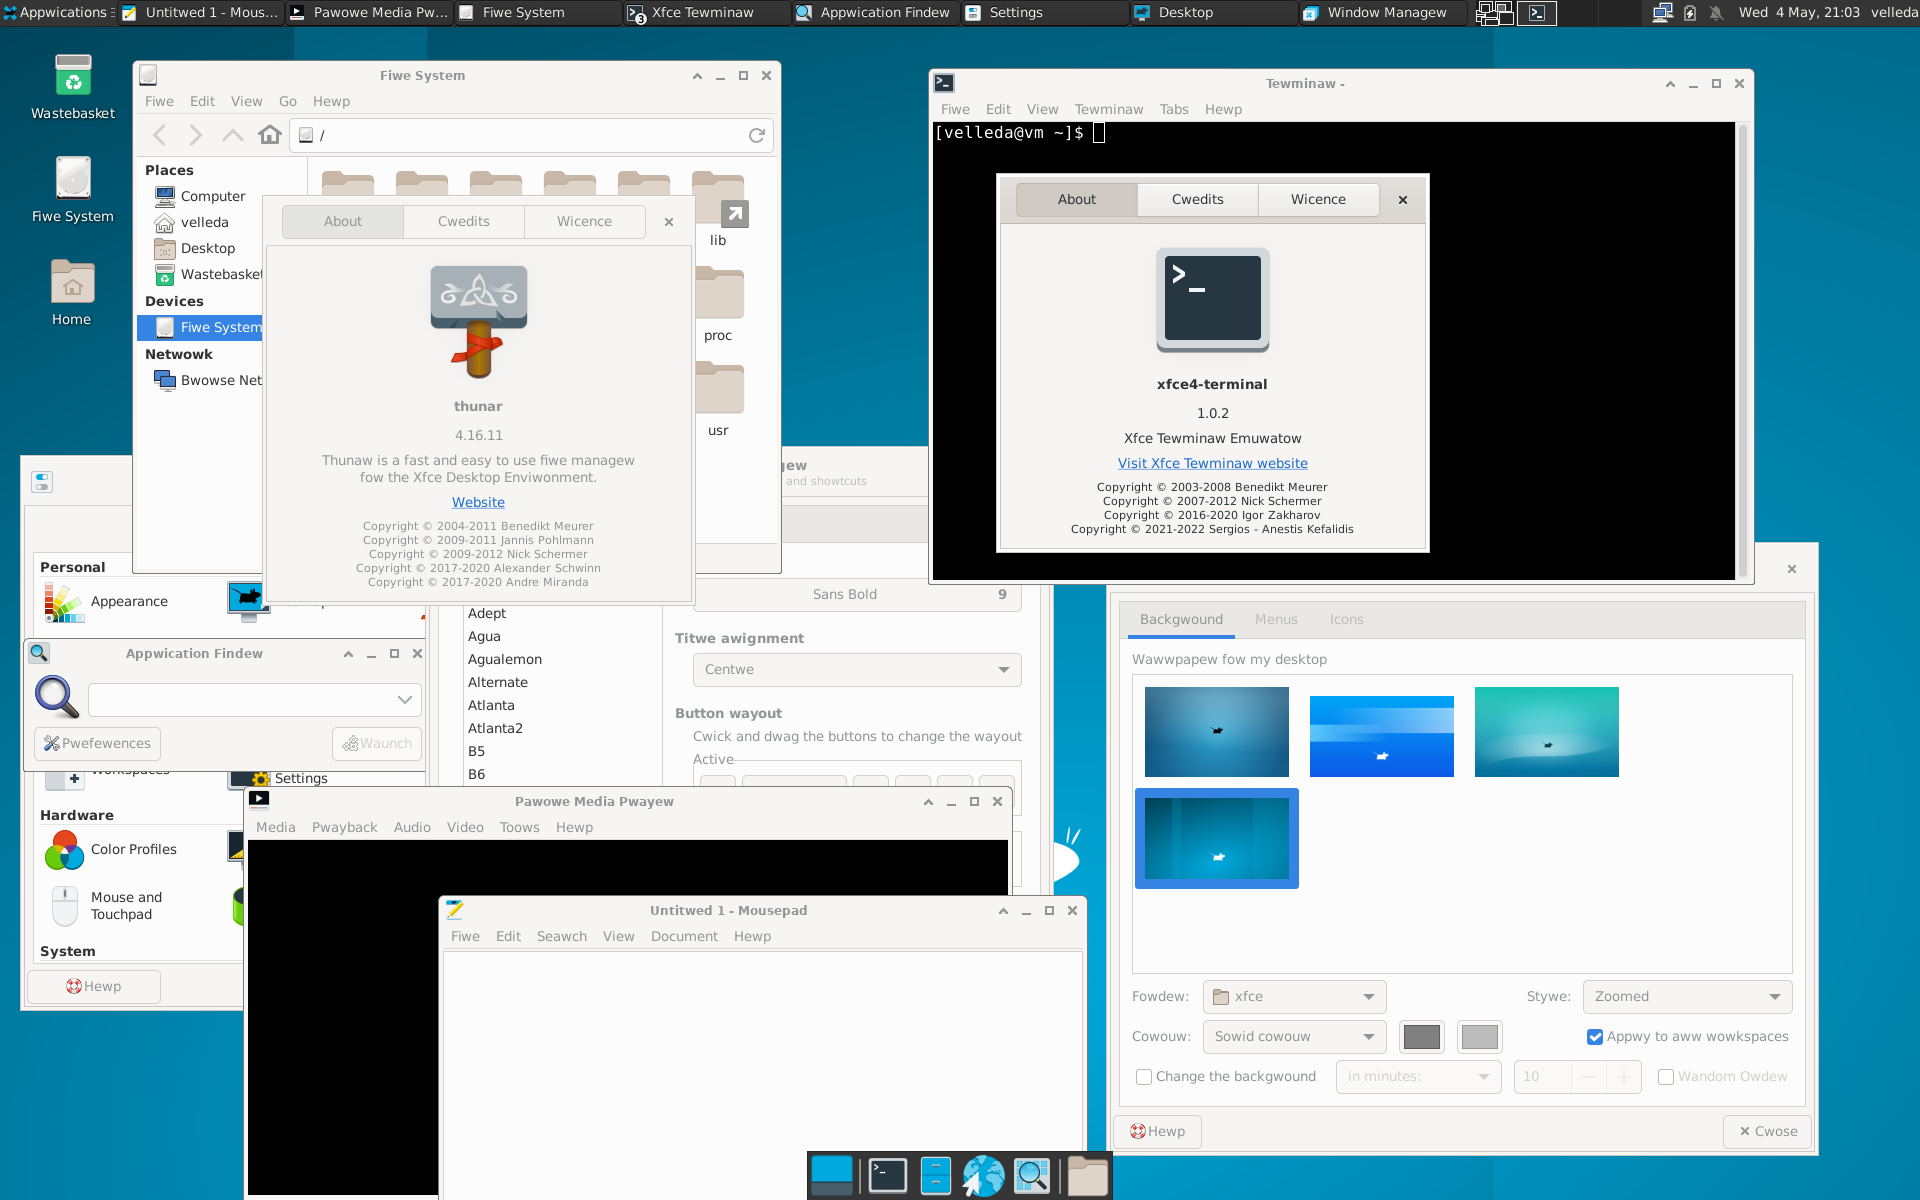 Appwications
Untitwed 1 - Mous...
Pawowe Media Pw...
Fiwe System
Xfce Tewminaw
Appwication Findew
Settings
Desktop
Window Managew
Wed 4 May, 21:03
velleda
Wastebasket
Fiwe System
Home
Fiwe System
Fiwe Edit View Go Hewp
/
Places
Computer
velleda
Desktop
Wastebasket
Devices
Fiwe System
Netwowk
Bwowse Net
lib
proc
usr
About Cwedits Wicence
thunar
4.16.11
Thunaw is a fast and easy to use fiwe managew
fow the Xfce Desktop Enviwonment.
Website
Copyright © 2004-2011 Benedikt Meurer
Copyright © 2009-2011 Jannis Pohlmann
Copyright © 2009-2012 Nick Schermer
Copyright © 2017-2020 Alexander Schwinn
Copyright © 2017-2020 Andre Miranda
Tewminaw -
Fiwe Edit View Tewminaw Tabs Hewp
[velleda@vm ~]$
About Cwedits Wicence
>_
xfce4-terminal
1.0.2
Xfce Tewminaw Emuwatow
Visit Xfce Tewminaw website
Copyright © 2003-2008 Benedikt Meurer
Copyright © 2007-2012 Nick Schermer
Copyright © 2016-2020 Igor Zakharov
Copyright © 2021-2022 Sergios - Anestis Kefalidis
gew
and showtcuts
Sans Bold 9
Adept
Agua
Agualemon
Alternate
Atlanta
Atlanta2
B5
B6
Titwe awignment
Centwe
Button wayout
Cwick and dwag the buttons to change the wayout
Active
Personal
Appearance
Appwication Findew
Pwefewences
Waunch
Workspaces
Settings
Hardware
Color Profiles
Mouse and
Touchpad
System
Hewp
Pawowe Media Pwayew
Media Pwayback Audio Video Toows Hewp
Untitwed 1 - Mousepad
Fiwe Edit Seawch View Document Hewp
Backgwound Menus Icons
Wawwpapew fow my desktop
Fowdew: xfce
Stywe: Zoomed
Cowouw: Sowid cowouw
Appwy to aww wowkspaces
Change the backgwound
in minutes:
10
Wandom Owdew
Hewp
Cwose